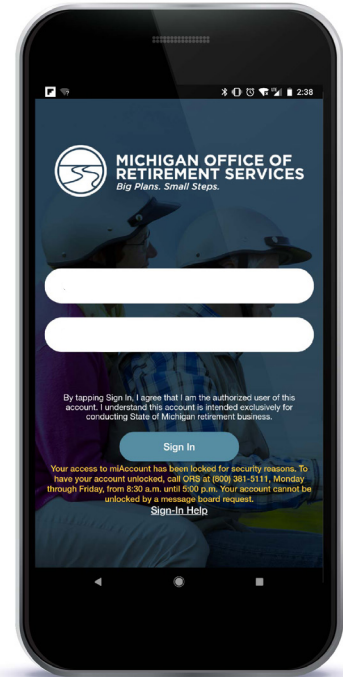 2:38
MICHIGAN OFFICE OF
RETIREMENT SERVICES
Big Plans. Small Steps.
By tapping Sign In, I agree that I am the authorized user of this
account. I understand this account is intended exclusively for
conducting State of Michigan retirement business.
Sign In
Your access to miAccount has been locked for security reasons. To
have your account unlocked, call ORS at (800) 381-5111, Monday
through Friday, from 8:30 a.m. until 5:00 p.m. Your account cannot be
unlocked by a message board request.
Sign-In Help